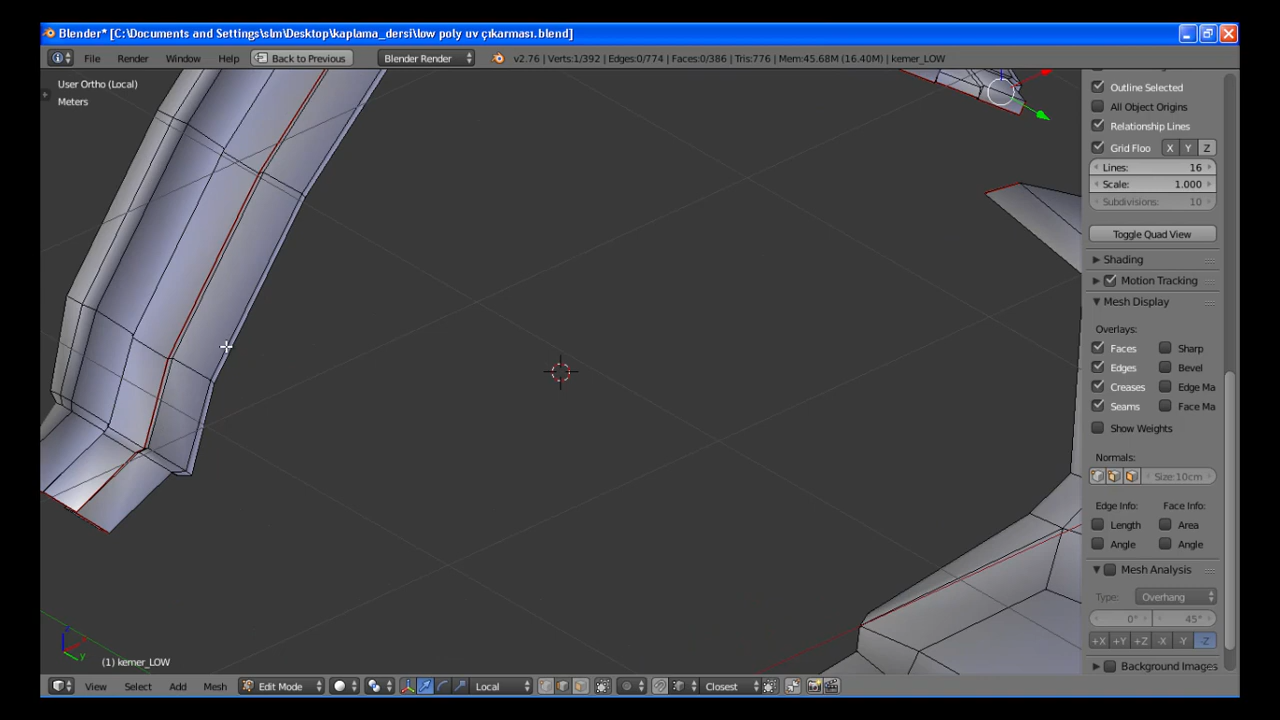 Blender* [C:\Documents and Settings\slm\Desktop\kaplama_dersi\low poly uv çıkarması.blend]
File Render Window Help Back to Previous Blender Render v2.76 | Verts:1/392 | Edges:0/774 | Faces:0/386 | Tris:776 | Mem:45.68M (16.40M) | kemer_LOW
User Ortho (Local)
Meters
Outline Selected
All Object Origins
Relationship Lines
Grid Floo X Y Z
Lines: 16
Scale: 1.000
Subdivisions: 10
Toggle Quad View
Shading
Motion Tracking
Mesh Display
Overlays:
Faces Sharp
Edges Bevel
Creases Edge Ma
Seams Face Ma
Show Weights
Normals:
Size:10cm
Edge Info: Face Info:
Length Area
Angle Angle
Mesh Analysis
Type: Overhang
0° 45°
+X +Y +Z -X -Y -Z
Background Images
z
y
(1) kemer_LOW
View Select Add Mesh Edit Mode Local Closest